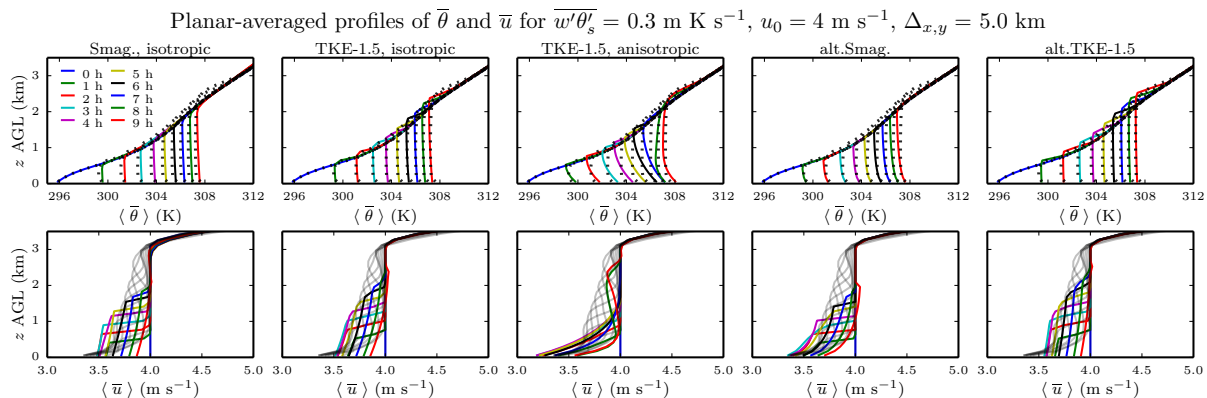 Planar-averaged profiles of θ̅ and u̅ for \overline{w′θ′ₛ} = 0.3 m K s⁻¹, u₀ = 4 m s⁻¹, Δₓ,ᵧ = 5.0 km
Smag., isotropic TKE-1.5, isotropic TKE-1.5, anisotropic alt.Smag. alt.TKE-1.5
z AGL (km)
3
2
1
0
0 h 5 h
1 h 6 h
2 h 7 h
3 h 8 h
4 h 9 h
296 300 304 308 312 296 300 304 308 312 296 300 304 308 312 296 300 304 308 312 296 300 304 308 312
⟨ θ̅ ⟩ (K) ⟨ θ̅ ⟩ (K) ⟨ θ̅ ⟩ (K) ⟨ θ̅ ⟩ (K) ⟨ θ̅ ⟩ (K)
z AGL (km)
3
2
1
0
3.0 3.5 4.0 4.5 5.0 3.0 3.5 4.0 4.5 5.0 3.0 3.5 4.0 4.5 5.0 3.0 3.5 4.0 4.5 5.0 3.0 3.5 4.0 4.5 5.0
⟨ u̅ ⟩ (m s⁻¹) ⟨ u̅ ⟩ (m s⁻¹) ⟨ u̅ ⟩ (m s⁻¹) ⟨ u̅ ⟩ (m s⁻¹) ⟨ u̅ ⟩ (m s⁻¹)